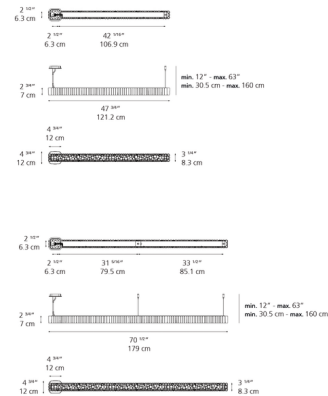 2 1/2"
6.3 cm
2 1/2" 42 1/16"
6.3 cm 106.9 cm
2 3/4"
7 cm
min. 12" - max. 63"
min. 30.5 cm - max. 160 cm
47 3/4"
121.2 cm
4 3/4"
12 cm
4 3/4"
12 cm
3 1/4"
8.3 cm
2 1/2"
6.3 cm
2 1/2" 31 5/16" 33 1/2"
6.3 cm 79.5 cm 85.1 cm
2 3/4"
7 cm
min. 12" - max. 63"
min. 30.5 cm - max. 160 cm
70 1/2"
179 cm
4 3/4"
12 cm
4 3/4"
12 cm
3 1/4"
8.3 cm